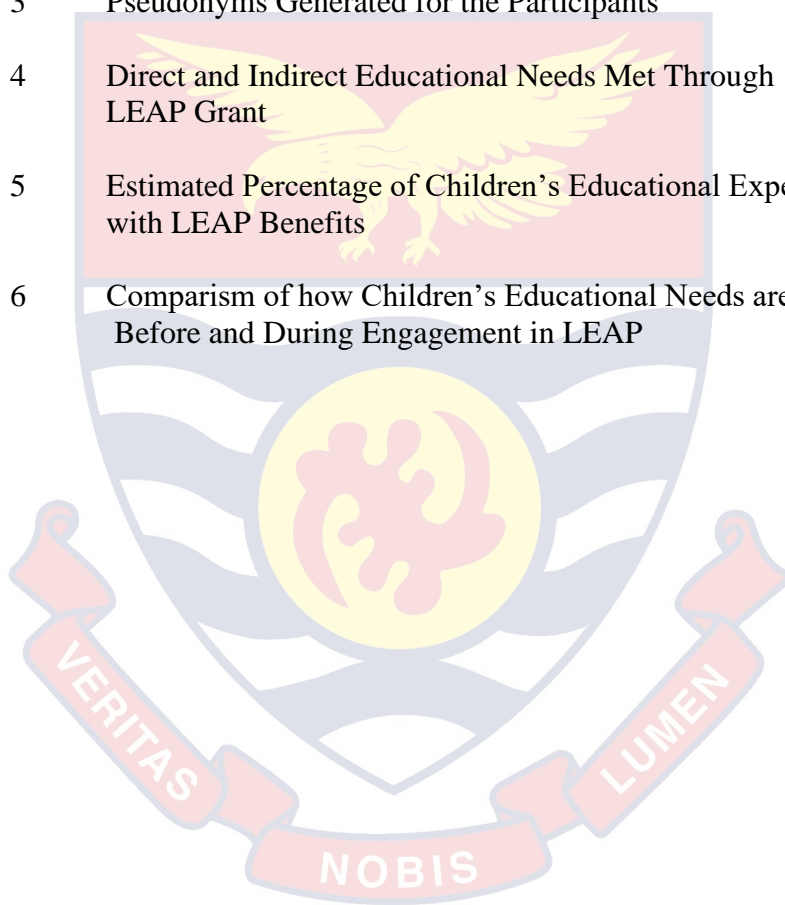 3 Pseudonyms Generated for the Participants
4 Direct and Indirect Educational Needs Met Through
LEAP Grant
5 Estimated Percentage of Children’s Educational
with LEAP Benefits
6 Comparism of how Children’s Educational Needs are
Before and During Engagement in LEAP
VERITAS
NOBIS
LUMEN